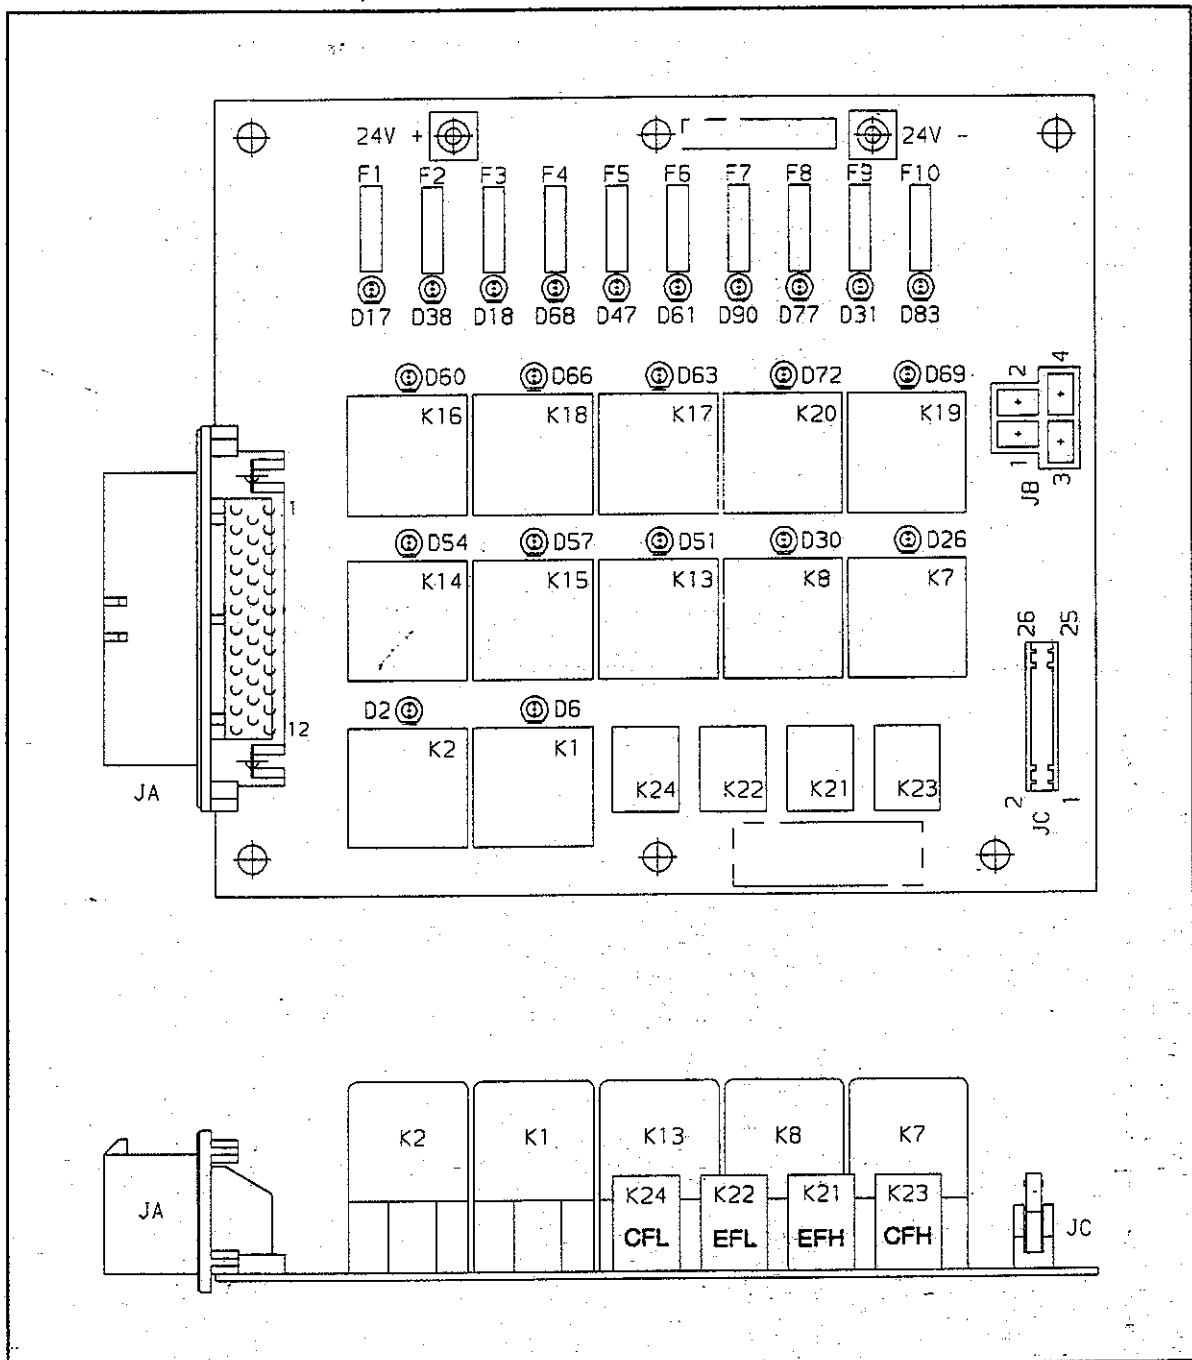 24V + 24V -
F1 F2 F3 F4 F5 F6 F7 F8 F9 F10
D17 D38 D18 D68 D47 D61 D90 D77 D31 D83
D60 D66 D63 D72 D69
K16 K18 K17 K20 K19
2 4
1 3
JB
1
D54 D57 D51 D30 D26
K14 K15 K13 K8 K7
26 25
12
D2 D6
K2 K1
K24 K22 K21 K23
JA
2 1
JC
K2 K1 K13 K8 K7
K24 K22 K21 K23
JA
CFL EFL EFH CFH
JC